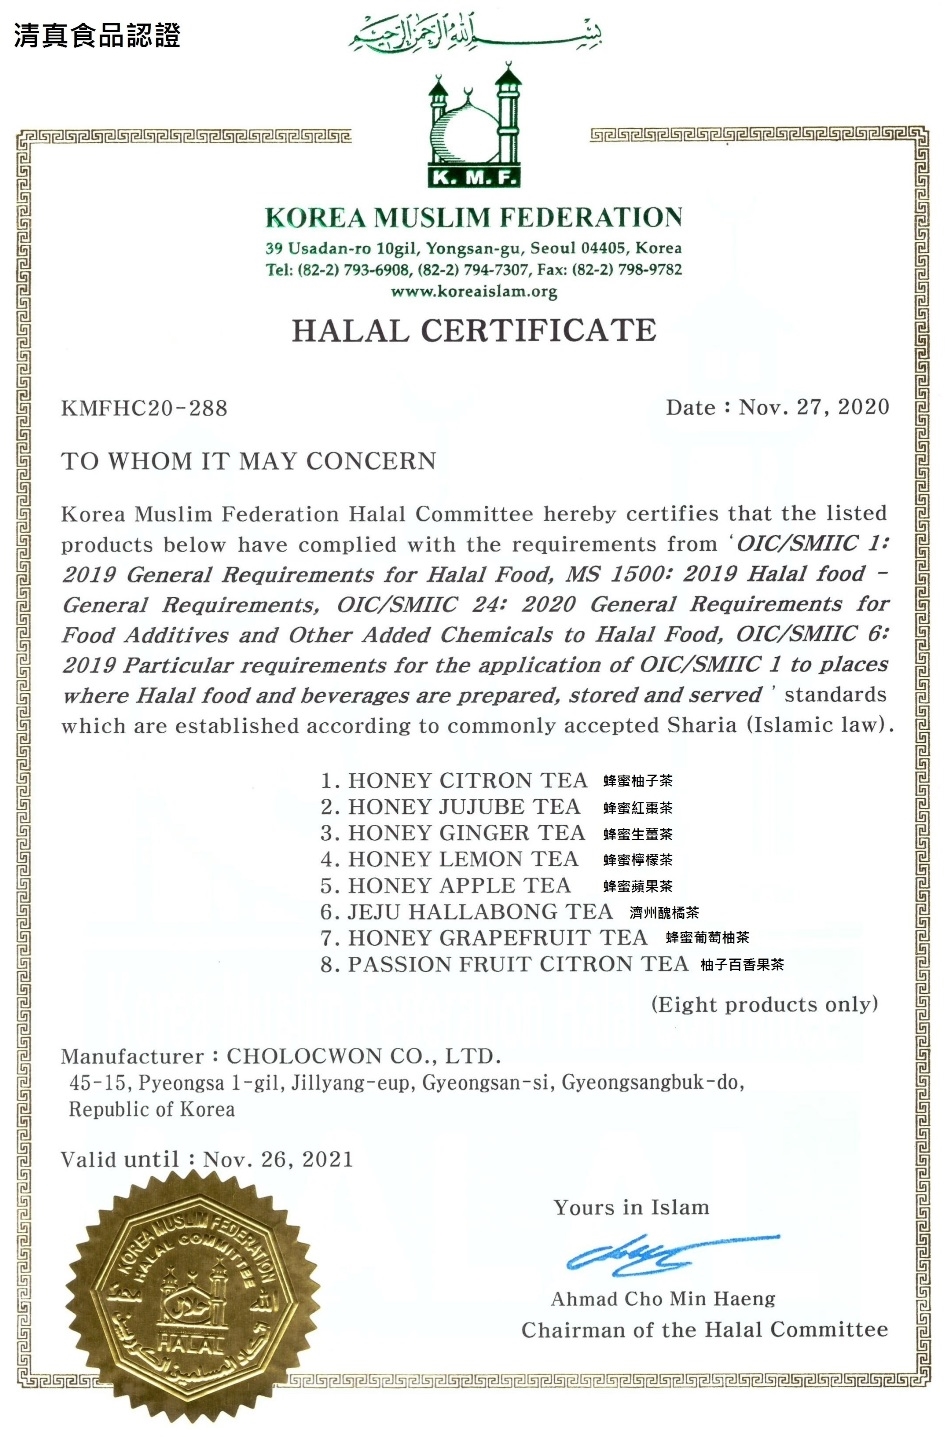 清真食品認證
بسم الله الرحمن الرحيم
K. M. F.
KOREA MUSLIM FEDERATION
39 Usadan-ro 10gil, Yongsan-gu, Seoul 04405, Korea
Tel: (82-2) 793-6908, (82-2) 794-7307, Fax: (82-2) 798-9782
www.koreaislam.org
HALAL CERTIFICATE
KMFHC20-288 Date : Nov. 27, 2020
TO WHOM IT MAY CONCERN
Korea Muslim Federation Halal Committee hereby certifies that the listed
products below have complied with the requirements from ‘OIC/SMIIC 1:
2019 General Requirements for Halal Food, MS 1500: 2019 Halal food –
General Requirements, OIC/SMIIC 24: 2020 General Requirements for
Food Additives and Other Added Chemicals to Halal Food, OIC/SMIIC 6:
2019 Particular requirements for the application of OIC/SMIIC 1 to places
where Halal food and beverages are prepared, stored and served ’ standards
which are established according to commonly accepted Sharia (Islamic law).
1. HONEY CITRON TEA 蜂蜜柚子茶
2. HONEY JUJUBE TEA 蜂蜜紅棗茶
3. HONEY GINGER TEA 蜂蜜生薑茶
4. HONEY LEMON TEA 蜂蜜檸檬茶
5. HONEY APPLE TEA 蜂蜜蘋果茶
6. JEJU HALLABONG TEA 濟州醜橘茶
7. HONEY GRAPEFRUIT TEA 蜂蜜葡萄柚茶
8. PASSION FRUIT CITRON TEA 柚子百香果茶
(Eight products only)
Manufacturer : CHOLOCWON CO., LTD.
45-15, Pyeongsa 1-gil, Jillyang-eup, Gyeongsan-si, Gyeongsangbuk-do,
Republic of Korea
Valid until : Nov. 26, 2021
KOREA MUSLIM FEDERATION
HALAL COMMITTEE
حلال
HALAL
Yours in Islam
Ahmad Cho Min Haeng
Chairman of the Halal Committee